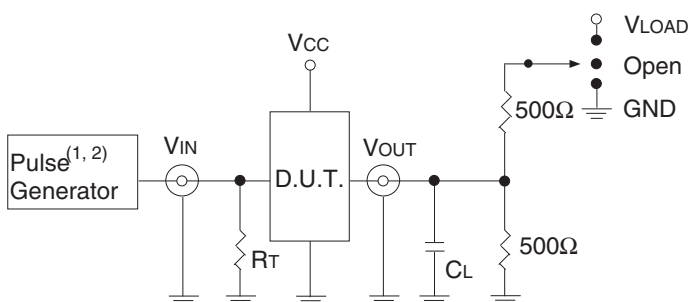 VCC
VLOAD
Open
GND
500Ω
Pulse(1, 2)
Generator
VIN
D.U.T.
VOUT
RT
CL
500Ω